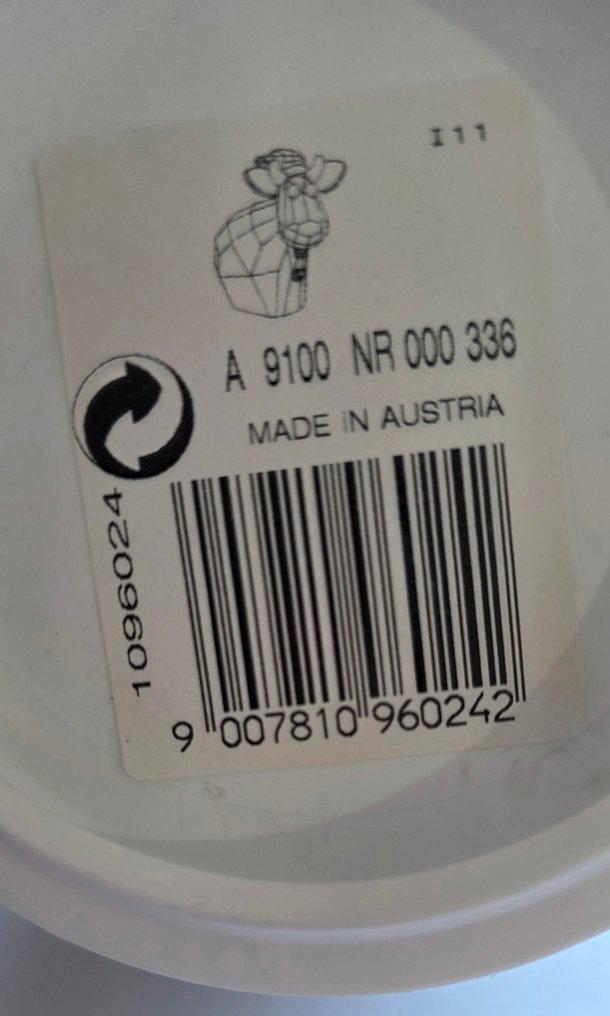 I11
A 9100 NR 000 336
MADE iN AUSTRIA
1096024
9 007810 960242